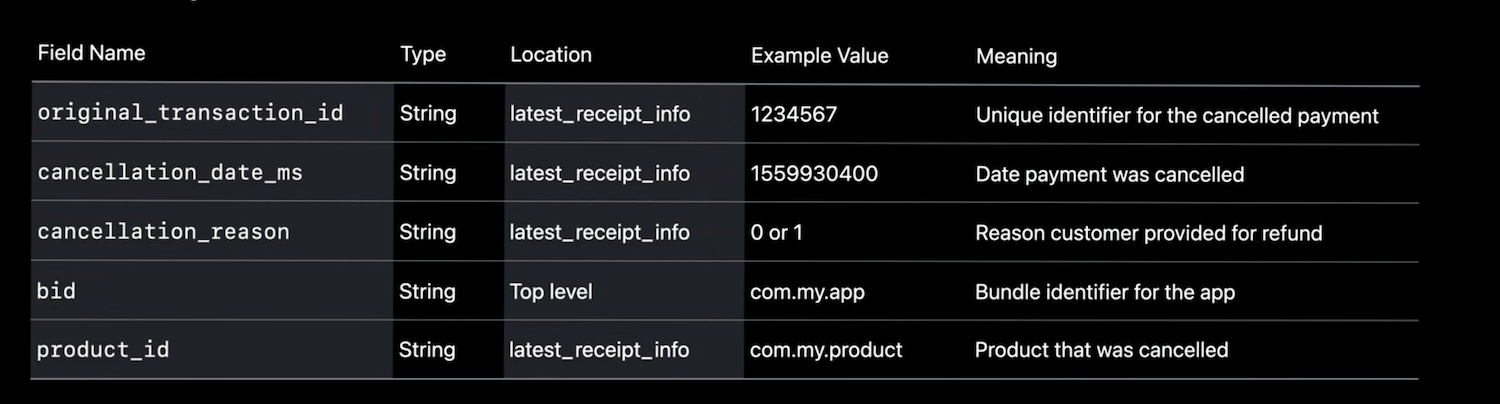 Field Name Type Location Example Value Meaning
original_transaction_id String latest_receipt_info 1234567 Unique identifier for the cancelled payment
cancellation_date_ms String latest_receipt_info 1559930400 Date payment was cancelled
cancellation_reason String latest_receipt_info 0 or 1 Reason customer provided for refund
bid String Top level com.my.app Bundle identifier for the app
product_id String latest_receipt_info com.my.product Product that was cancelled